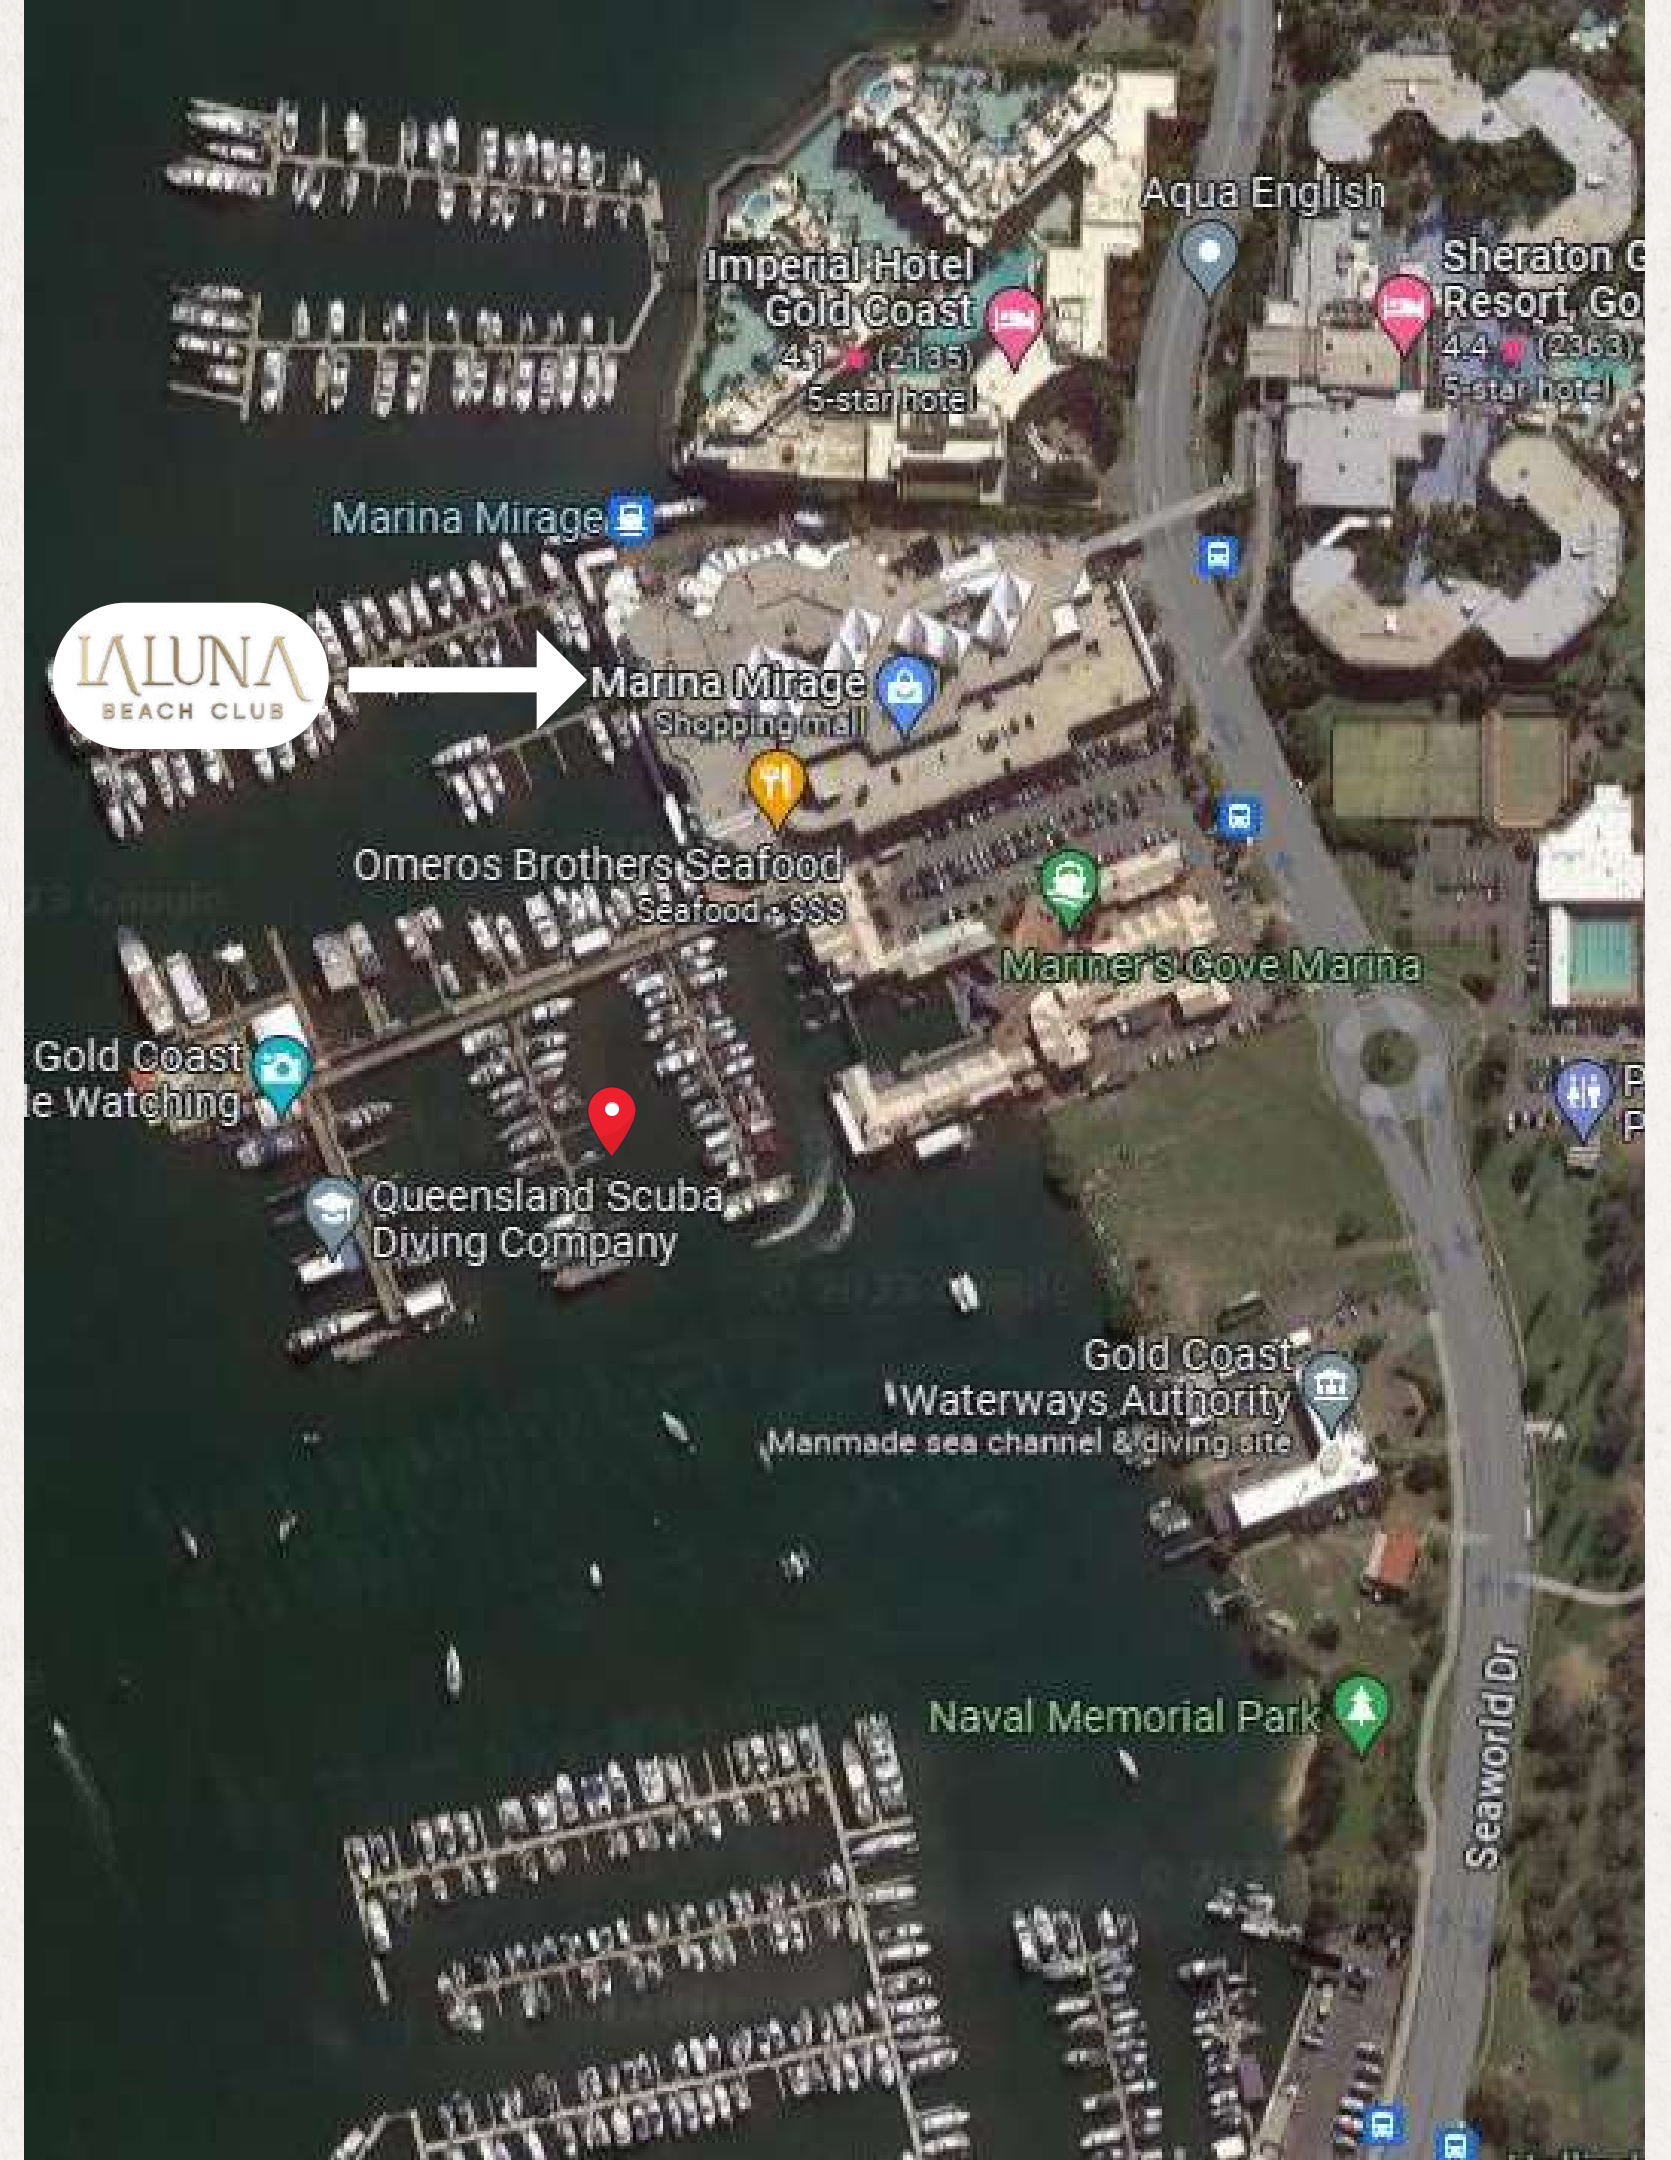 Aqua English
Imperial Hotel
Gold Coast
4.1 (2135)
5-star hotel
Sheraton G
Resort, Go
4.4 (2363)
5-star hotel
Marina Mirage
LALUNA
BEACH CLUB
Marina Mirage
Shopping mall
Omeros Brothers Seafood
Seafood · $$$
Mariner's Cove Marina
Gold Coast
le Watching
P
P
Queensland Scuba
Diving Company
Gold Coast
Waterways Authority
Manmade sea channel & diving site
Naval Memorial Park
Seaworld Dr